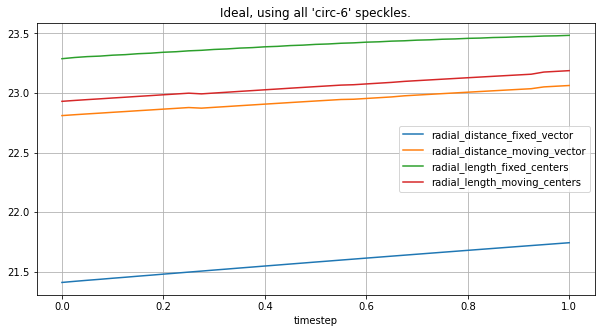 Ideal, using all 'circ-6' speckles.
23.5
23.0
22.5
22.0
21.5
radial_distance_fixed_vector
radial_distance_moving_vector
radial_length_fixed_centers
radial_length_moving_centers
0.0 0.2 0.4 0.6 0.8 1.0
timestep